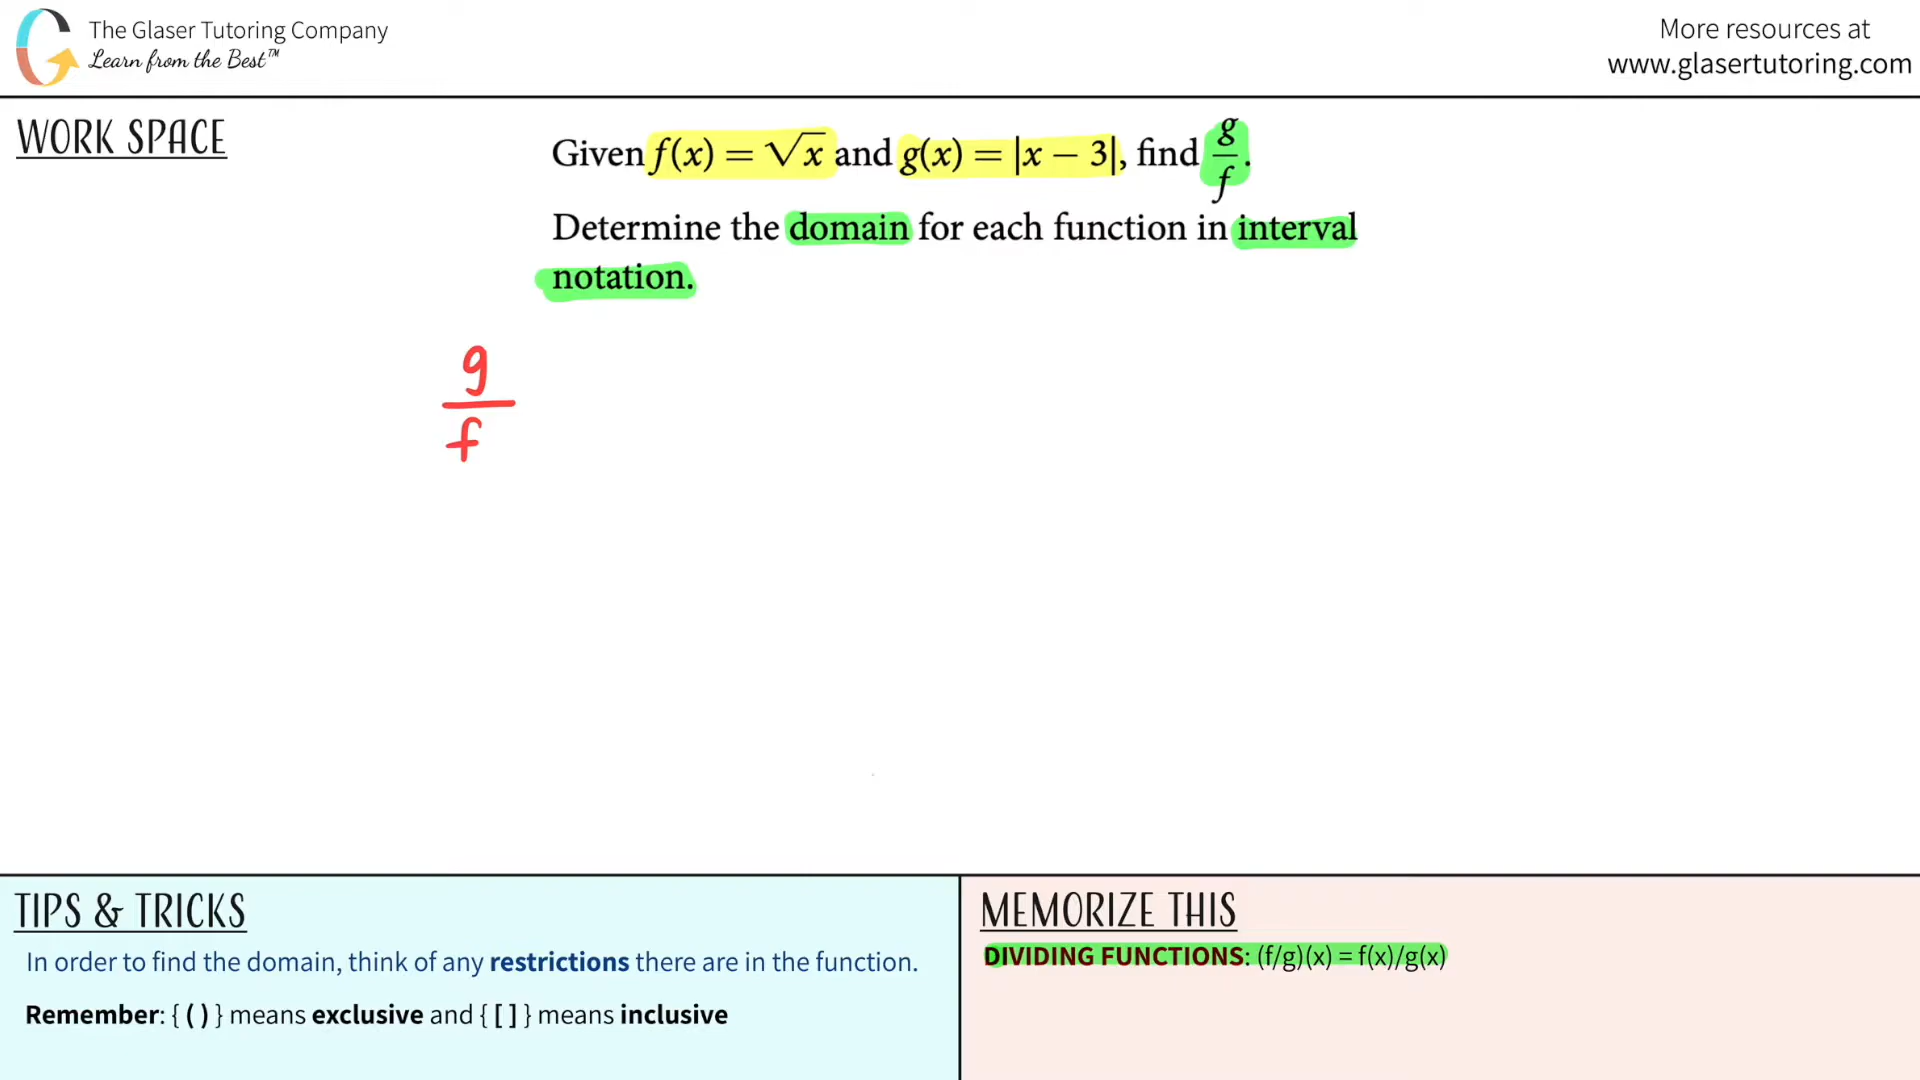 The Glaser Tutoring Company
Learn from the Best™
More resources at
www.glasertutoring.com
WORK SPACE
Given f(x) = √x and g(x) = |x − 3|, find g/f.
Determine the domain for each function in interval
notation.
g
f
TIPS & TRICKS
In order to find the domain, think of any restrictions there are in the function.
Remember: { ( ) } means exclusive and { [ ] } means inclusive
MEMORIZE THIS
DIVIDING FUNCTIONS: (f/g)(x) = f(x)/g(x)